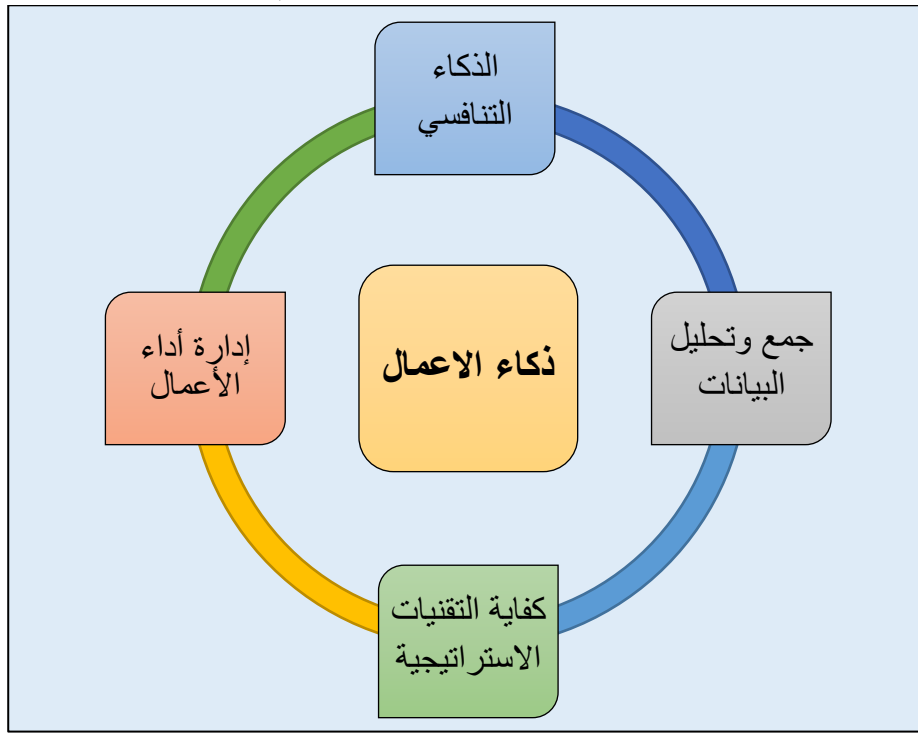 الذكاء
التنافسي
جمع وتحليل
البيانات
ذكاء الاعمال
إدارة أداء
الأعمال
كفاية التقنيات
الاستراتيجية